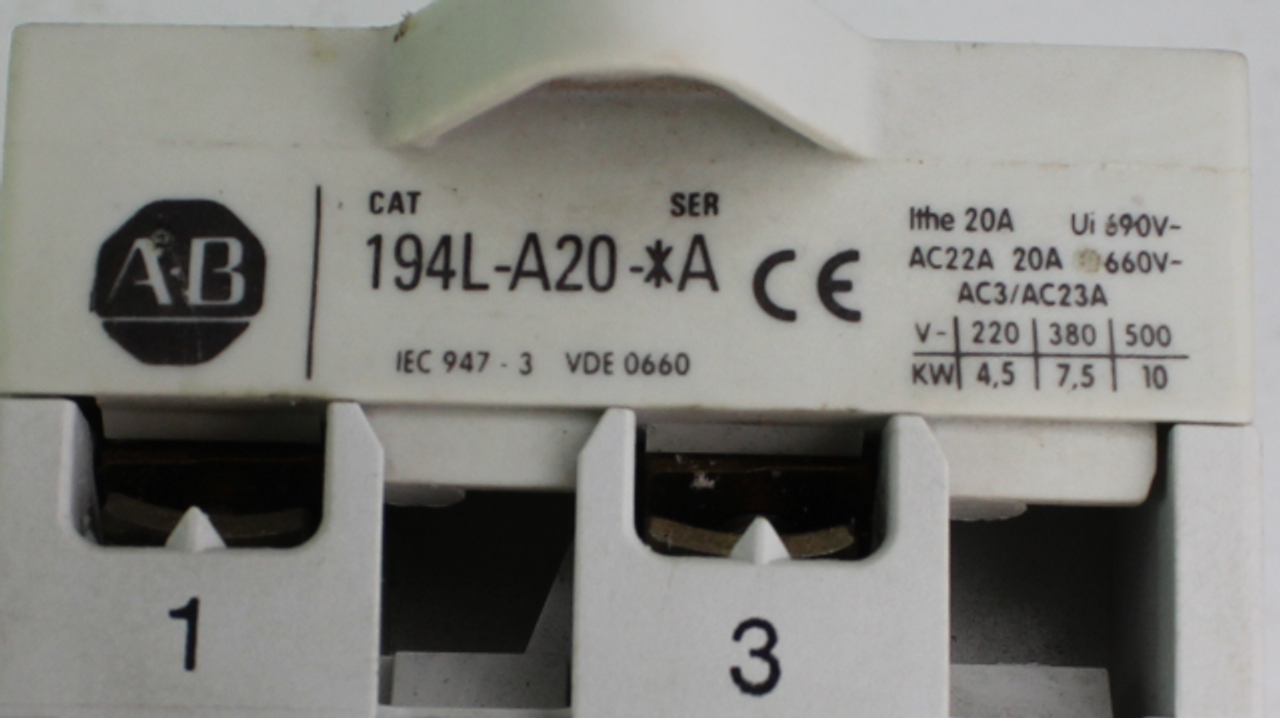 A·B
CAT SER
194L-A20-*A CE
IEC 947 - 3 VDE 0660
Ithe 20A Ui 690V~
AC22A 20A 660V~
AC3/AC23A
V~ 220 380 500
KW 4,5 7,5 10
1 3